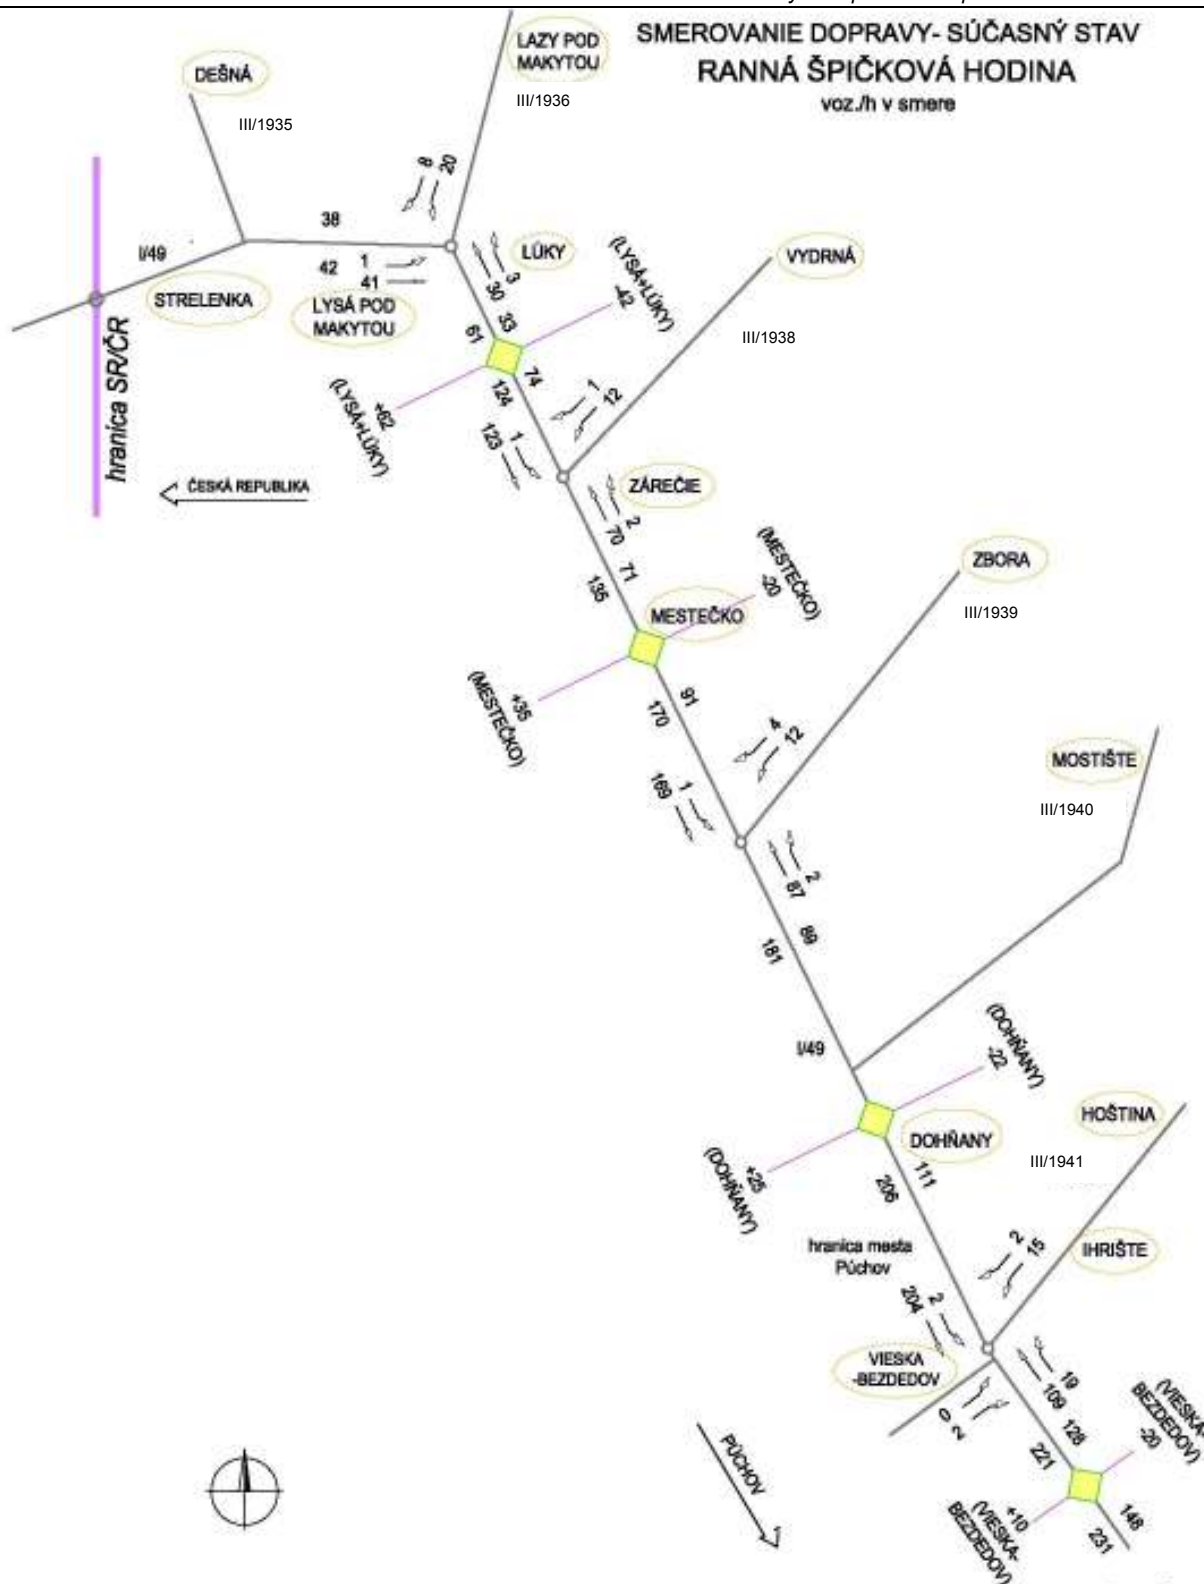 SMEROVANIE DOPRAVY- SÚČASNÝ STAV
RANNÁ ŠPIČKOVÁ HODINA
voz./h v smere
LAZY POD
MAKYTOU
III/1936
DEŠNÁ
III/1935
8
20
38
I/49
42
1
41
STRELENKA
LYSÁ POD
MAKYTOU
LÚKY
3
30
33
61
(LYSÁ+LÚKY)
-42
VYDRNÁ
III/1938
hranica SR/ČR
74
124
+62
(LYSÁ+LÚKY)
1
12
1
123
ČESKÁ REPUBLIKA
ZÁREČIE
2
70
71
135
(MESTEČKO)
-20
ZBORA
III/1939
MESTEČKO
+35
(MESTEČKO)
91
170
4
12
1
169
MOSTIŠTE
III/1940
2
87
89
181
I/49
(DOHŇANY)
-22
DOHŇANY
+25
(DOHŇANY)
HOŠTINA
III/1941
111
206
hranica mesta
Púchov
2
15
IHRIŠTE
2
204
VIESKA
-BEZDEDOV
19
109
128
221
0
2
(VIESKA-
BEZDEDOV)
-20
PÚCHOV
+10
(VIESKA-
BEZDEDOV)
148
231